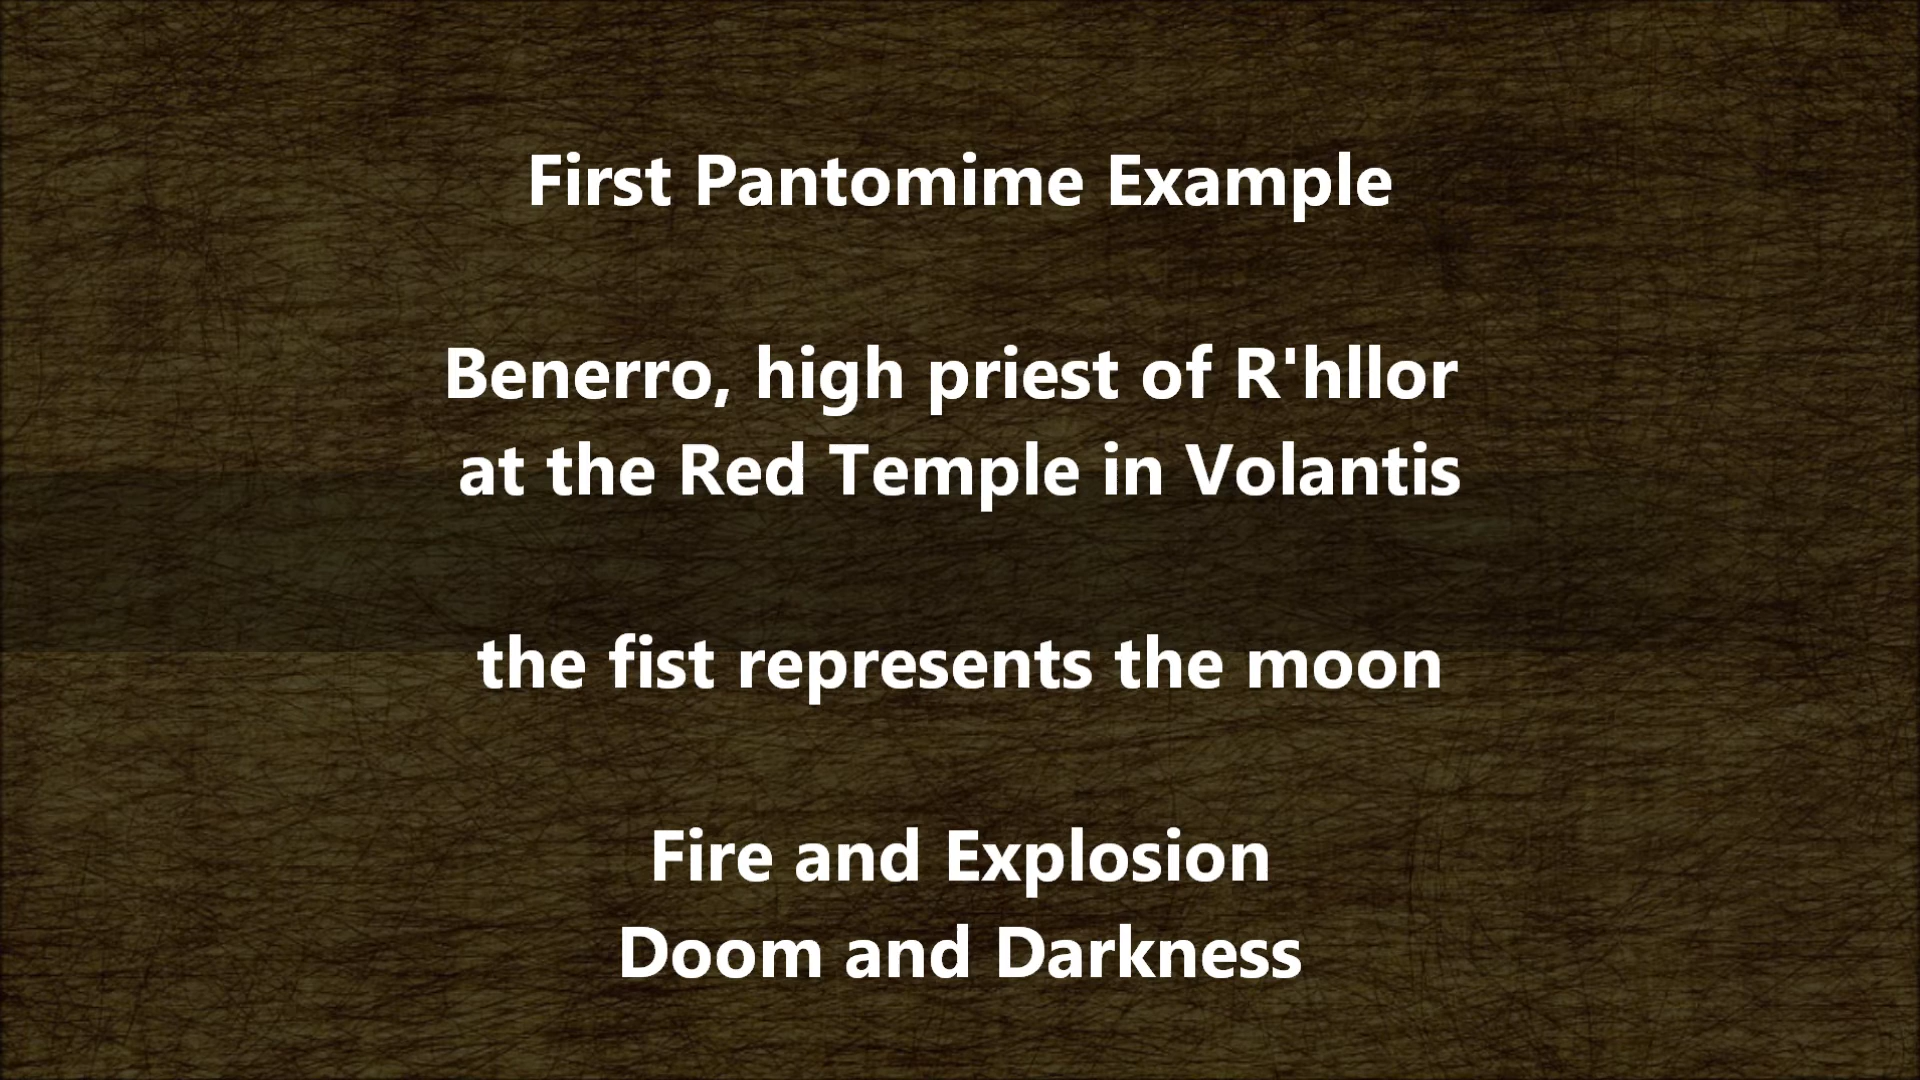 First Pantomime Example
Benerro, high priest of R'hllor
at the Red Temple in Volantis
the fist represents the moon
Fire and Explosion
Doom and Darkness